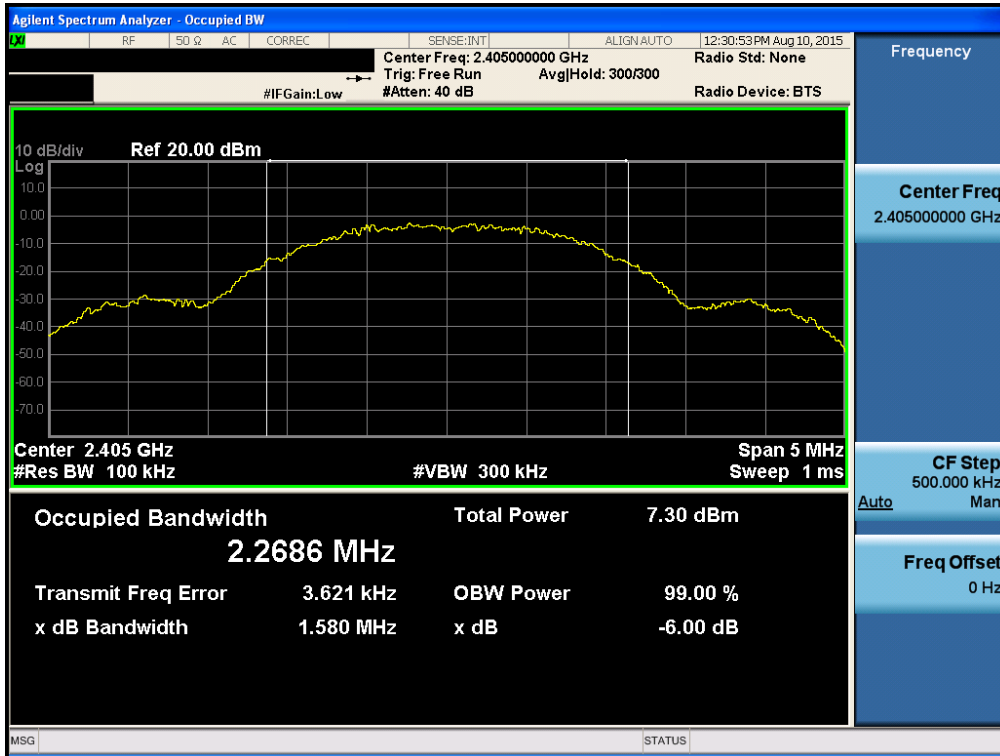 Agilent Spectrum Analyzer - Occupied BW
LXI RF 50 Ω AC CORREC SENSE:INT ALIGN AUTO 12:30:53 PM Aug 10, 2015
Center Freq: 2.405000000 GHz Radio Std: None
Trig: Free Run Avg|Hold: 300/300
#IFGain:Low #Atten: 40 dB Radio Device: BTS
10 dB/div Ref 20.00 dBm
Log
10.0
0.00
-10.0
-20.0
-30.0
-40.0
-50.0
-60.0
-70.0
Center 2.405 GHz Span 5 MHz
#Res BW 100 kHz #VBW 300 kHz Sweep 1 ms
Occupied Bandwidth Total Power 7.30 dBm
2.2686 MHz
Transmit Freq Error 3.621 kHz OBW Power 99.00 %
x dB Bandwidth 1.580 MHz x dB -6.00 dB
Frequency
Center Freq
2.405000000 GHz
CF Step
500.000 kHz
Auto Man
Freq Offset
0 Hz
MSG STATUS